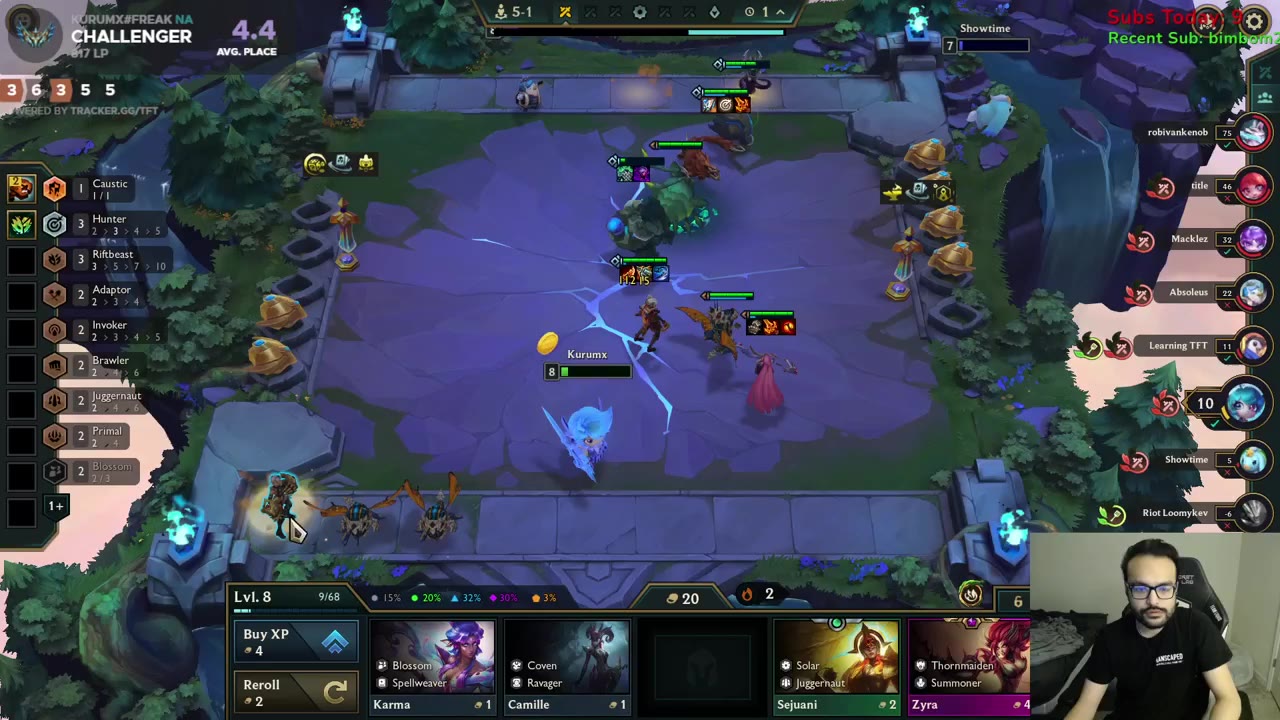 KURUMX#FREAK NA
CHALLENGER
817 LP
4.4
AVG. PLACE
3 6 3 5 5
POWERED BY TRACKER.GG/TFT
5-1
1
Subs Today: 9
Recent Sub: bimbom2
Showtime
7
robivankenob 75
title 46
Macklez 32
Absoleus 22
Learning TFT 11
10
Showtime 5
Riot Loomykev -6
1 Caustic
1 / 1
3 Hunter
2 > 3 > 4 > 5
3 Riftbeast
3 > 5 > 7 > 10
2 Adaptor
2 > 3 > 4
2 Invoker
2 > 3 > 4 > 5
2 Brawler
2 > 4 > 6
2 Juggernaut
2 > 4 > 6
2 Primal
2 > 4
2 Blossom
2 / 3
1+
Kurumx
8
Lvl. 8
9/68
15% 20% 32% 30% 3%
20
2
6
Buy XP
4
Reroll
2
Blossom
Spellweaver
Karma 1
Coven
Ravager
Camille 1
Solar
Juggernaut
Sejuani 2
Thornmaiden
Summoner
Zyra 4